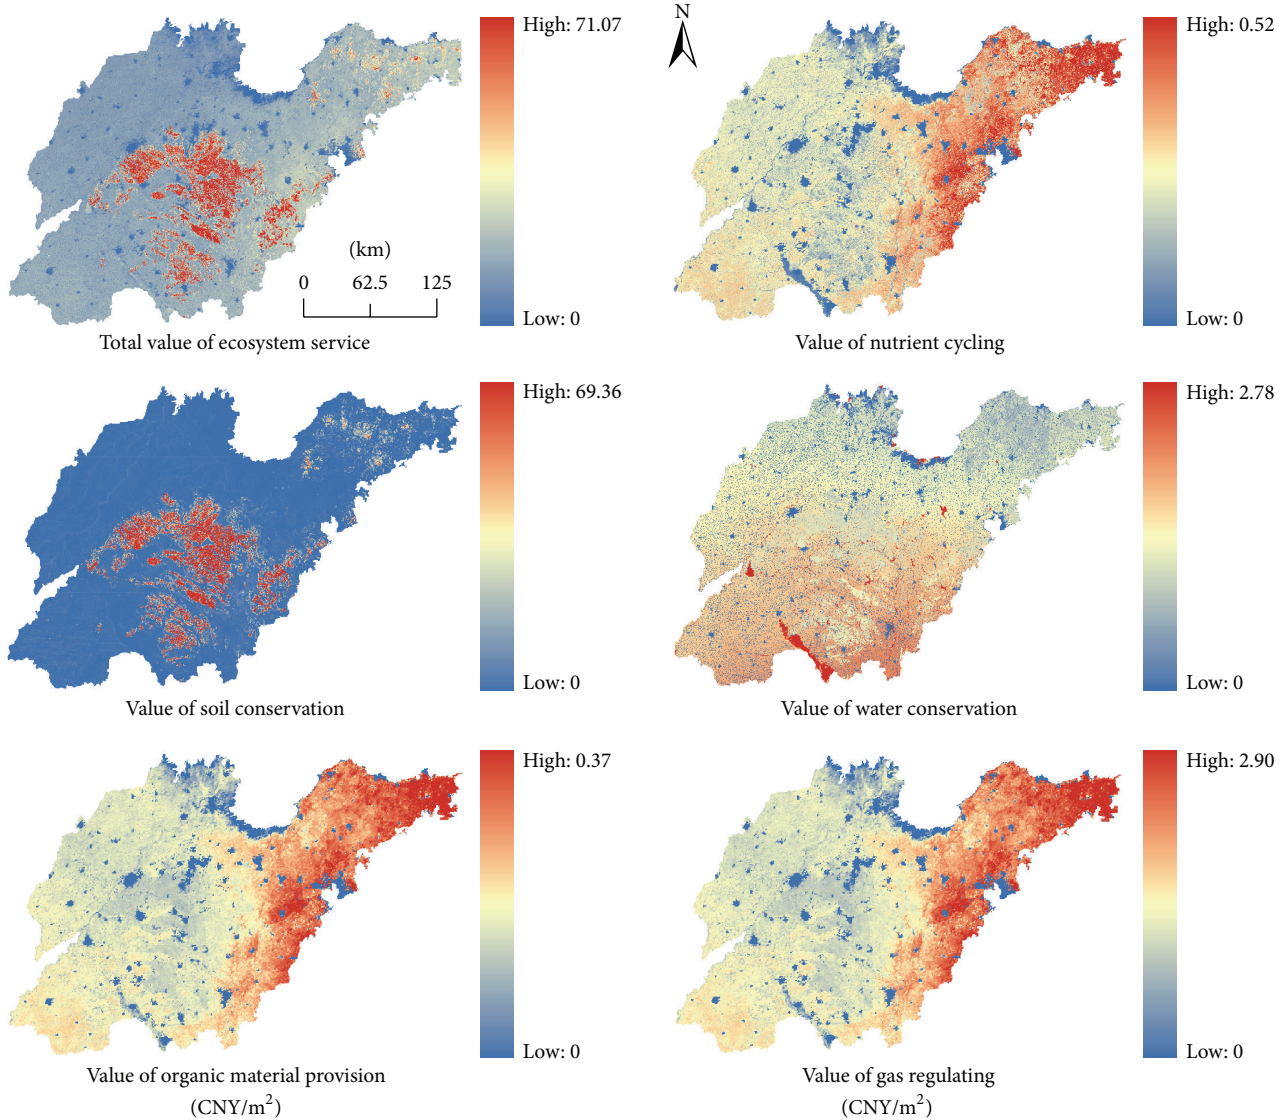 High: 71.07
(km)
0 62.5 125
Low: 0
Total value of ecosystem service
N
High: 0.52
Low: 0
Value of nutrient cycling
High: 69.36
Low: 0
Value of soil conservation
High: 2.78
Low: 0
Value of water conservation
High: 0.37
Low: 0
Value of organic material provision
(CNY/m²)
High: 2.90
Low: 0
Value of gas regulating
(CNY/m²)